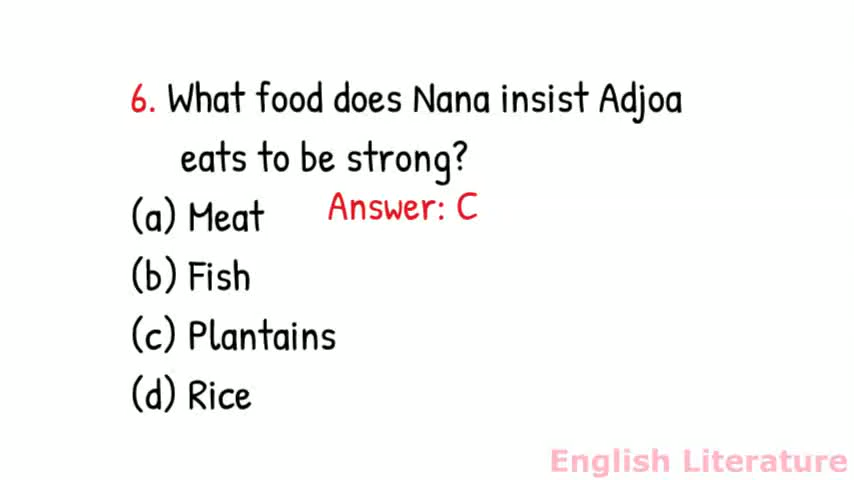 6. What food does Nana insist Adjoa
eats to be strong?
(a) Meat
Answer: C
(b) Fish
(c) Plantains
(d) Rice
English Literature